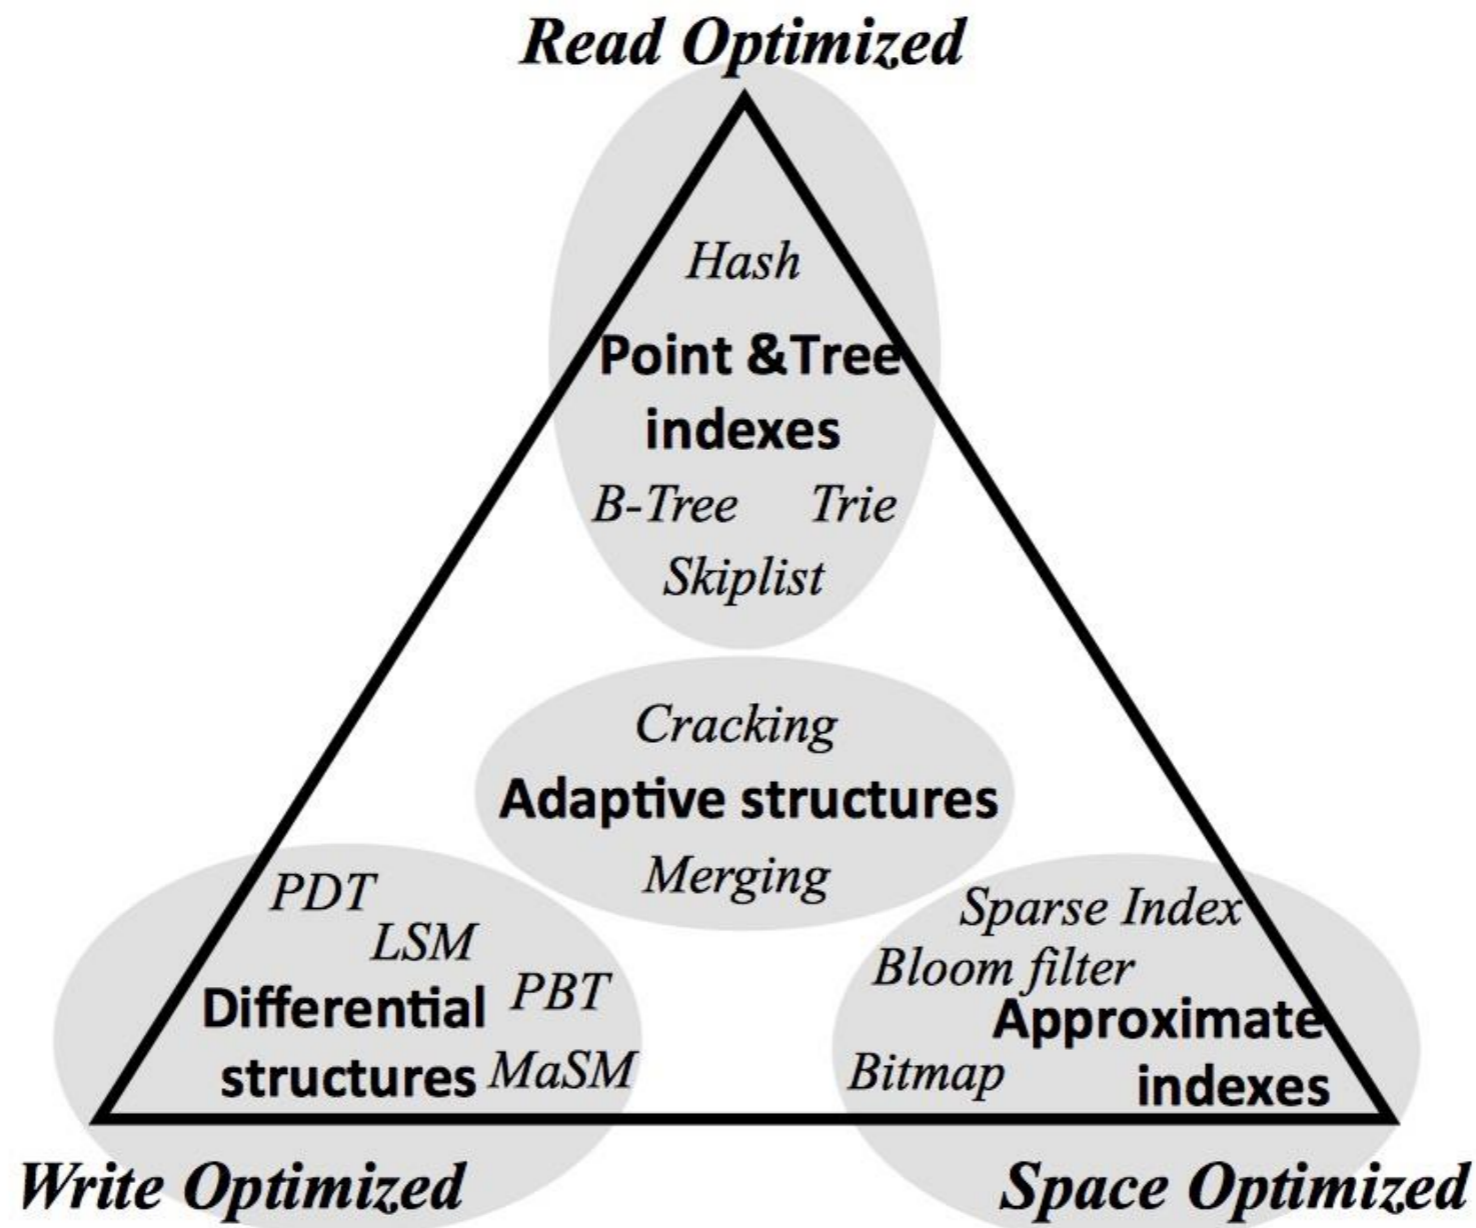 Read Optimized
Hash
Point &Tree
indexes
B-Tree Trie
Skiplist
Cracking
Adaptive structures
Merging
PDT
LSM
PBT
Differential
structures
MaSM
Sparse Index
Bloom filter
Approximate
Bitmap
indexes
Write Optimized
Space Optimized